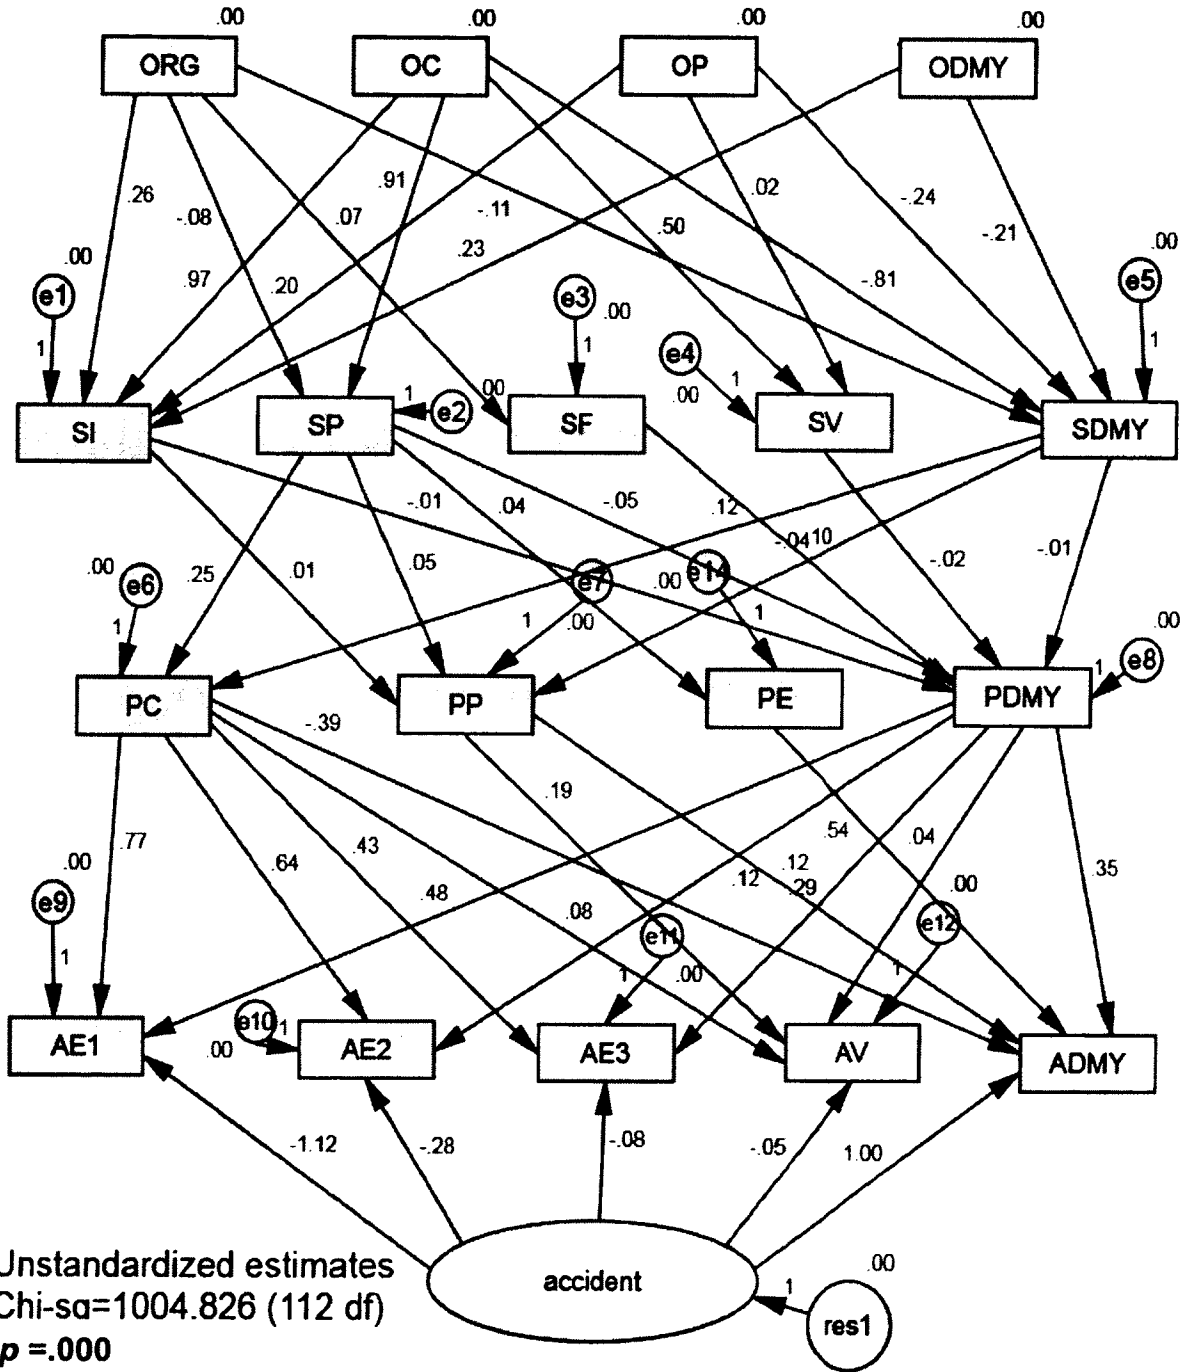 .00 .00 .00 .00
ORG OC OP ODMY
.26 -.08 .07 .91 -.11 .02 -.24
.50 -.21
.23
.00 .97 .20 -.81 .00
e1 e3 .00 e5
1 1 e4 1 1
.00 1 e2 .00
SI SP SF SV SDMY
-.01 .04 -.05 .12
-.04 10 -.02 -.01
.00 e6 .25 .01 .05 e7 .00 e14
1 1 .00 1 .00
1 e8
PC PP PE PDMY
-.39
.19
.77 .64 .43 .54 .04
.00 .48 .12 .12 .29 .00 .35
e9 .08 e11 e12
1 1 .00 1
e10 1
.00
AE1 AE2 AE3 AV ADMY
-1.12 -.28 -.08 -.05 1.00
accident
.00
1
res1
Unstandardized estimates
Chi-sq=1004.826 (112 df)
p =.000